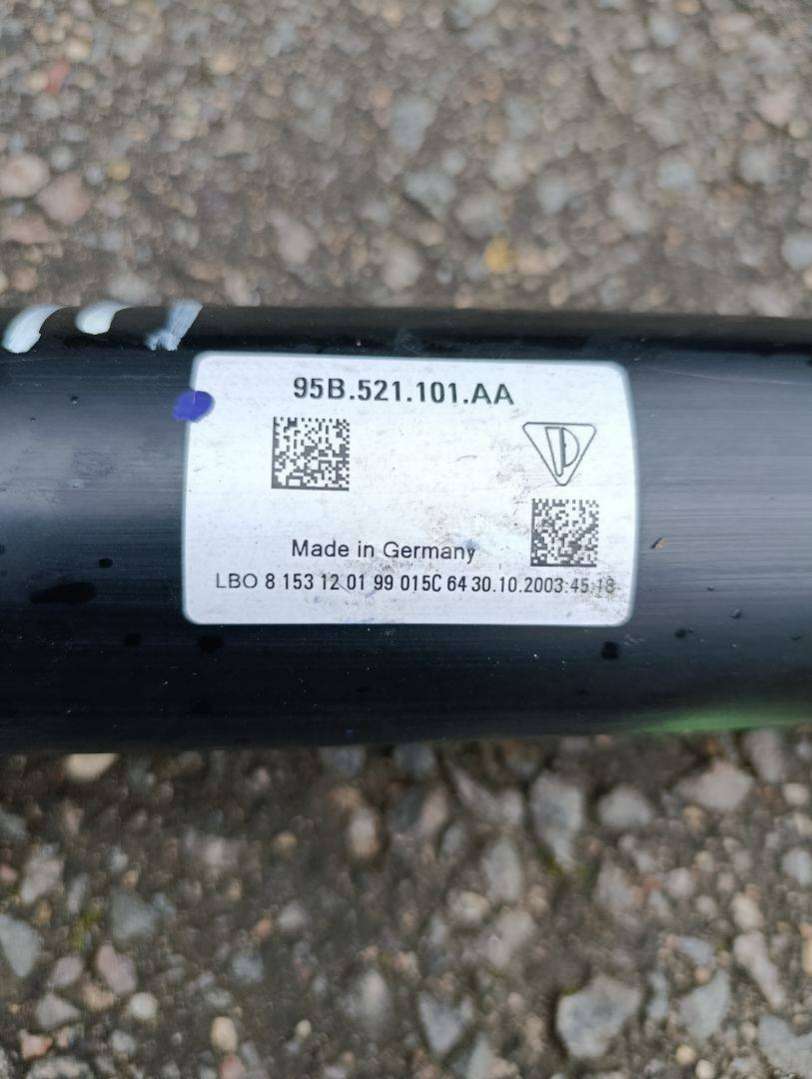 95B.521.101.AA
Made in Germany
LBO 8 153 12 01 99 015C 64 30.10.2003:45:18